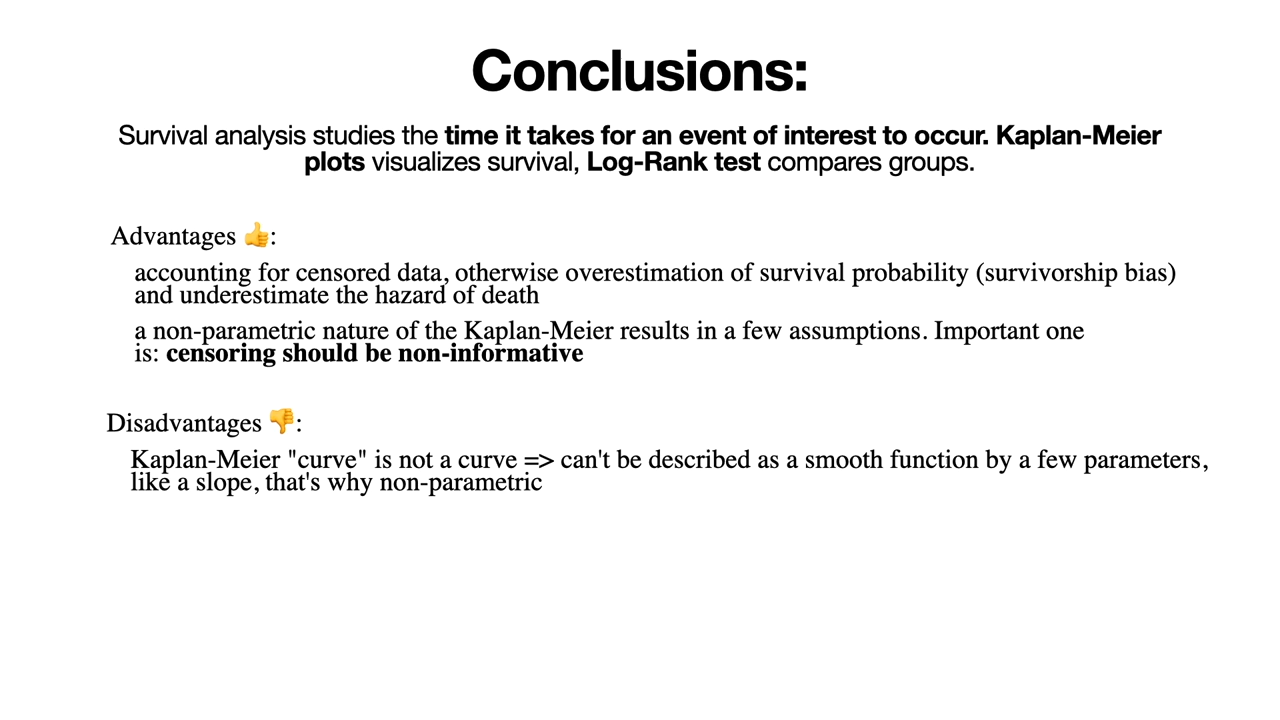 Conclusions:
Survival analysis studies the time it takes for an event of interest to occur. Kaplan-Meier
plots visualizes survival, Log-Rank test compares groups.
Advantages 👍:
accounting for censored data, otherwise overestimation of survival probability (survivorship bias)
and underestimate the hazard of death
a non-parametric nature of the Kaplan-Meier results in a few assumptions. Important one
is: censoring should be non-informative
Disadvantages 👎:
Kaplan-Meier "curve" is not a curve => can't be described as a smooth function by a few parameters,
like a slope, that's why non-parametric